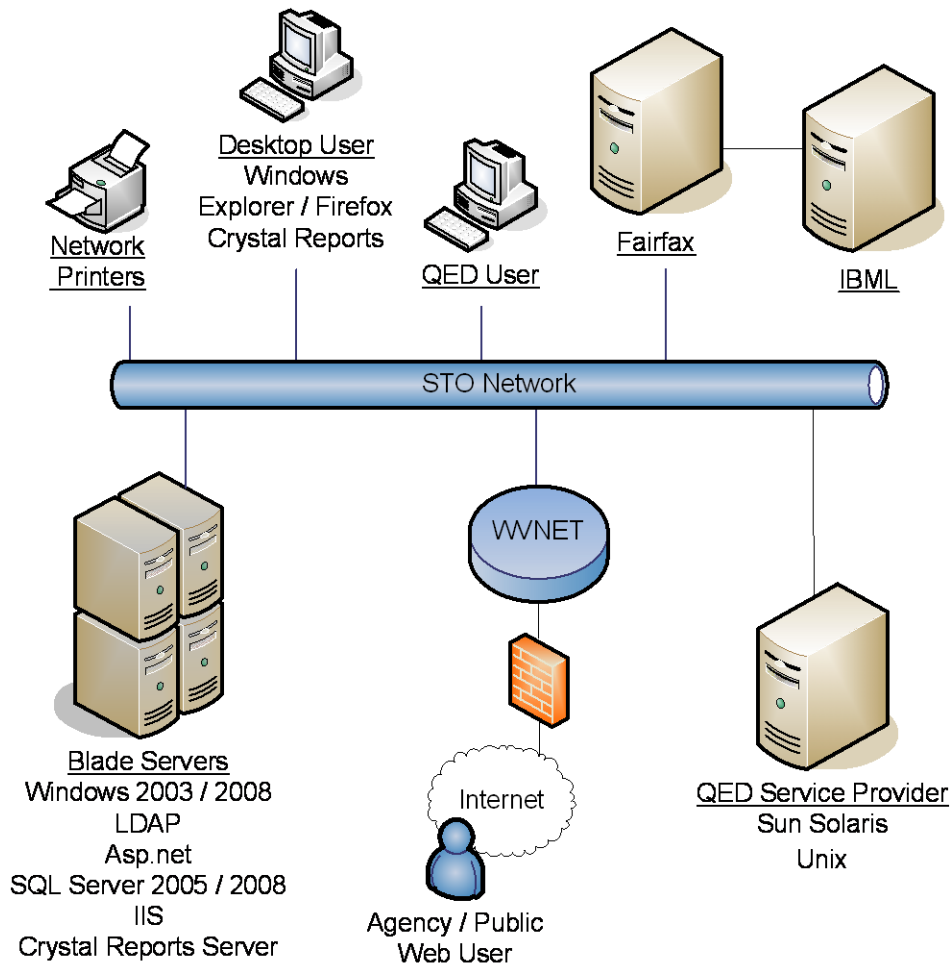 Network
Printers
Desktop User
Windows
Explorer / Firefox
Crystal Reports
QED User
Fairfax
IBML
STO Network
WVNET
Internet
Agency / Public
Web User
Blade Servers
Windows 2003 / 2008
LDAP
Asp.net
SQL Server 2005 / 2008
IIS
Crystal Reports Server
QED Service Provider
Sun Solaris
Unix